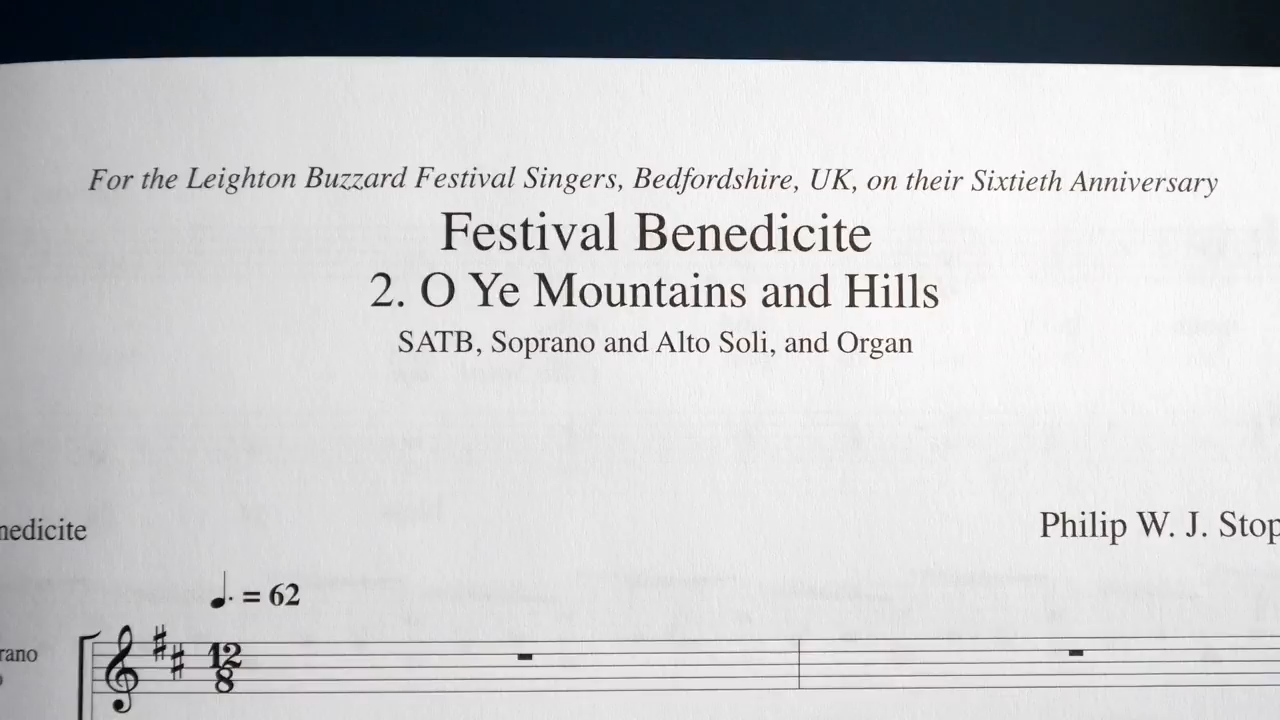 For the Leighton Buzzard Festival Singers, Bedfordshire, UK, on their Sixtieth Anniversary
Festival Benedicite
2. O Ye Mountains and Hills
SATB, Soprano and Alto Soli, and Organ
nedicite
Philip W. J. Stop
= 62
rano
12
8